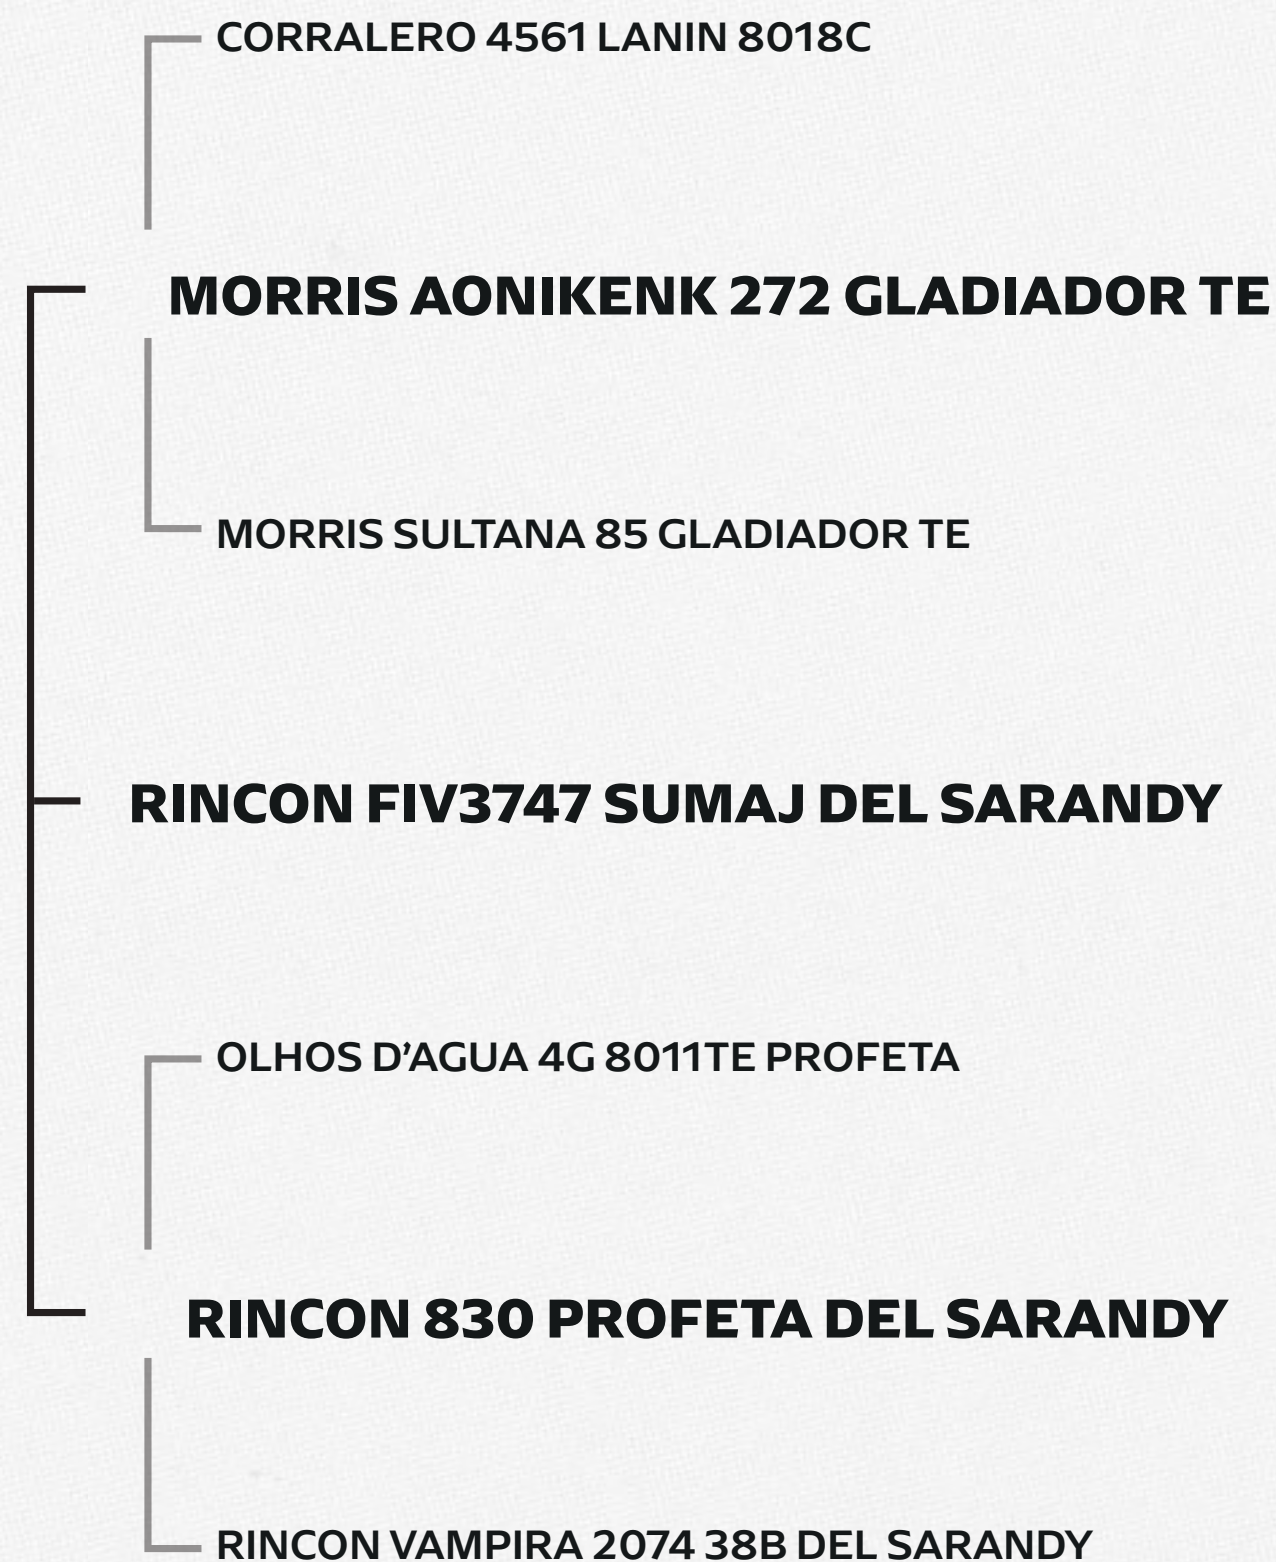 CORRALERO 4561 LANIN 8018C
MORRIS AONIKENK 272 GLADIADOR TE
MORRIS SULTANA 85 GLADIADOR TE
RINCON FIV3747 SUMAJ DEL SARANDY
OLHOS D’AGUA 4G 8011TE PROFETA
RINCON 830 PROFETA DEL SARANDY
RINCON VAMPIRA 2074 38B DEL SARANDY